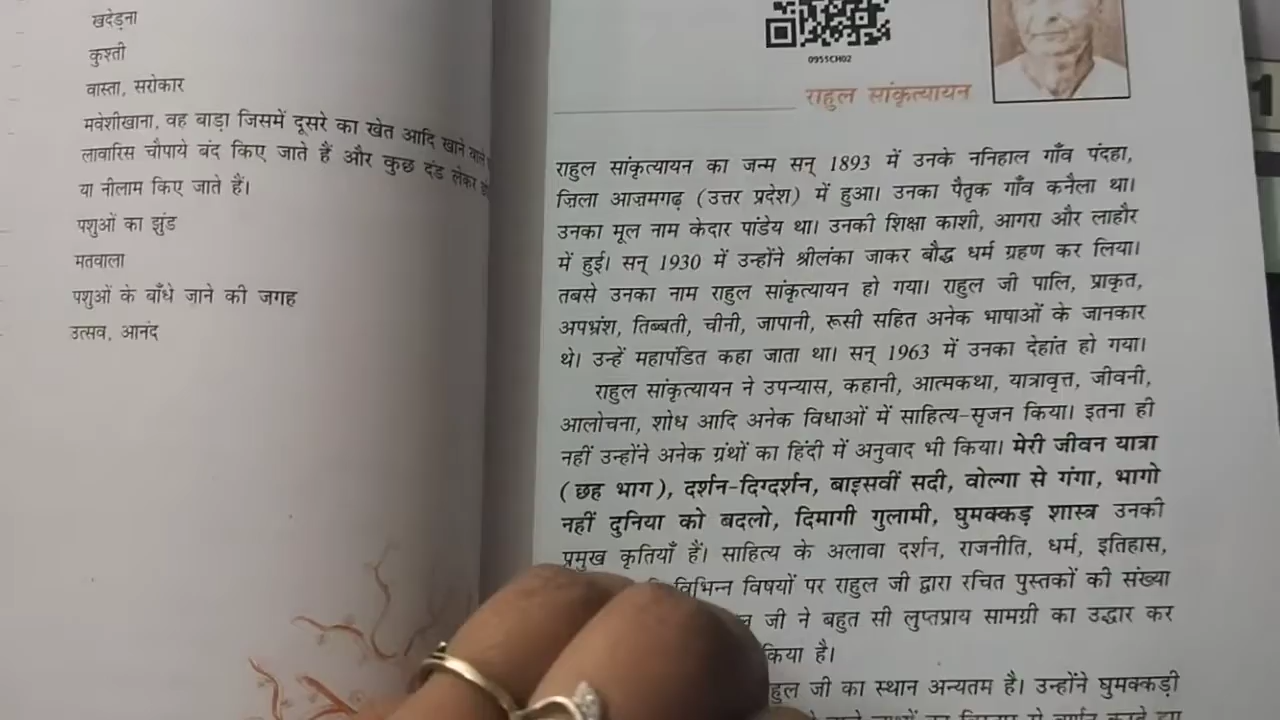 खदेड़ना
कुश्ती
वास्ता, सरोकार
मवेशीखाना, वह बाड़ा जिसमें दूसरे का खेत आदि खाने वाले
लावारिस चौपाये बंद किए जाते हैं और कुछ दंड लेकर
या नीलाम किए जाते हैं।
पशुओं का झुंड
मतवाला
पशुओं के बाँधे जाने की जगह
उत्सव, आनंद
0955CH02
राहुल सांकृत्यायन
राहुल सांकृत्यायन का जन्म सन् 1893 में उनके ननिहाल गाँव पंदहा,
ज़िला आज़मगढ़ (उत्तर प्रदेश) में हुआ। उनका पैतृक गाँव कनैला था।
उनका मूल नाम केदार पांडेय था। उनकी शिक्षा काशी, आगरा और लाहौर
में हुई। सन् 1930 में उन्होंने श्रीलंका जाकर बौद्ध धर्म ग्रहण कर लिया।
तबसे उनका नाम राहुल सांकृत्यायन हो गया। राहुल जी पालि, प्राकृत,
अपभ्रंश, तिब्बती, चीनी, जापानी, रूसी सहित अनेक भाषाओं के जानकार
थे। उन्हें महापंडित कहा जाता था। सन् 1963 में उनका देहांत हो गया।
राहुल सांकृत्यायन ने उपन्यास, कहानी, आत्मकथा, यात्रावृत्त, जीवनी,
आलोचना, शोध आदि अनेक विधाओं में साहित्य-सृजन किया। इतना ही
नहीं उन्होंने अनेक ग्रंथों का हिंदी में अनुवाद भी किया। मेरी जीवन यात्रा
(छह भाग), दर्शन-दिग्दर्शन, बाइसवीं सदी, वोल्गा से गंगा, भागो
नहीं दुनिया को बदलो, दिमागी गुलामी, घुमक्कड़ शास्त्र उनकी
प्रमुख कृतियाँ हैं। साहित्य के अलावा दर्शन, राजनीति, धर्म, इतिहास,
विभिन्न विषयों पर राहुल जी द्वारा रचित पुस्तकों की संख्या
जी ने बहुत सी लुप्तप्राय सामग्री का उद्धार कर
किया है।
जी का स्थान अन्यतम है। उन्होंने घुमक्कड़ी